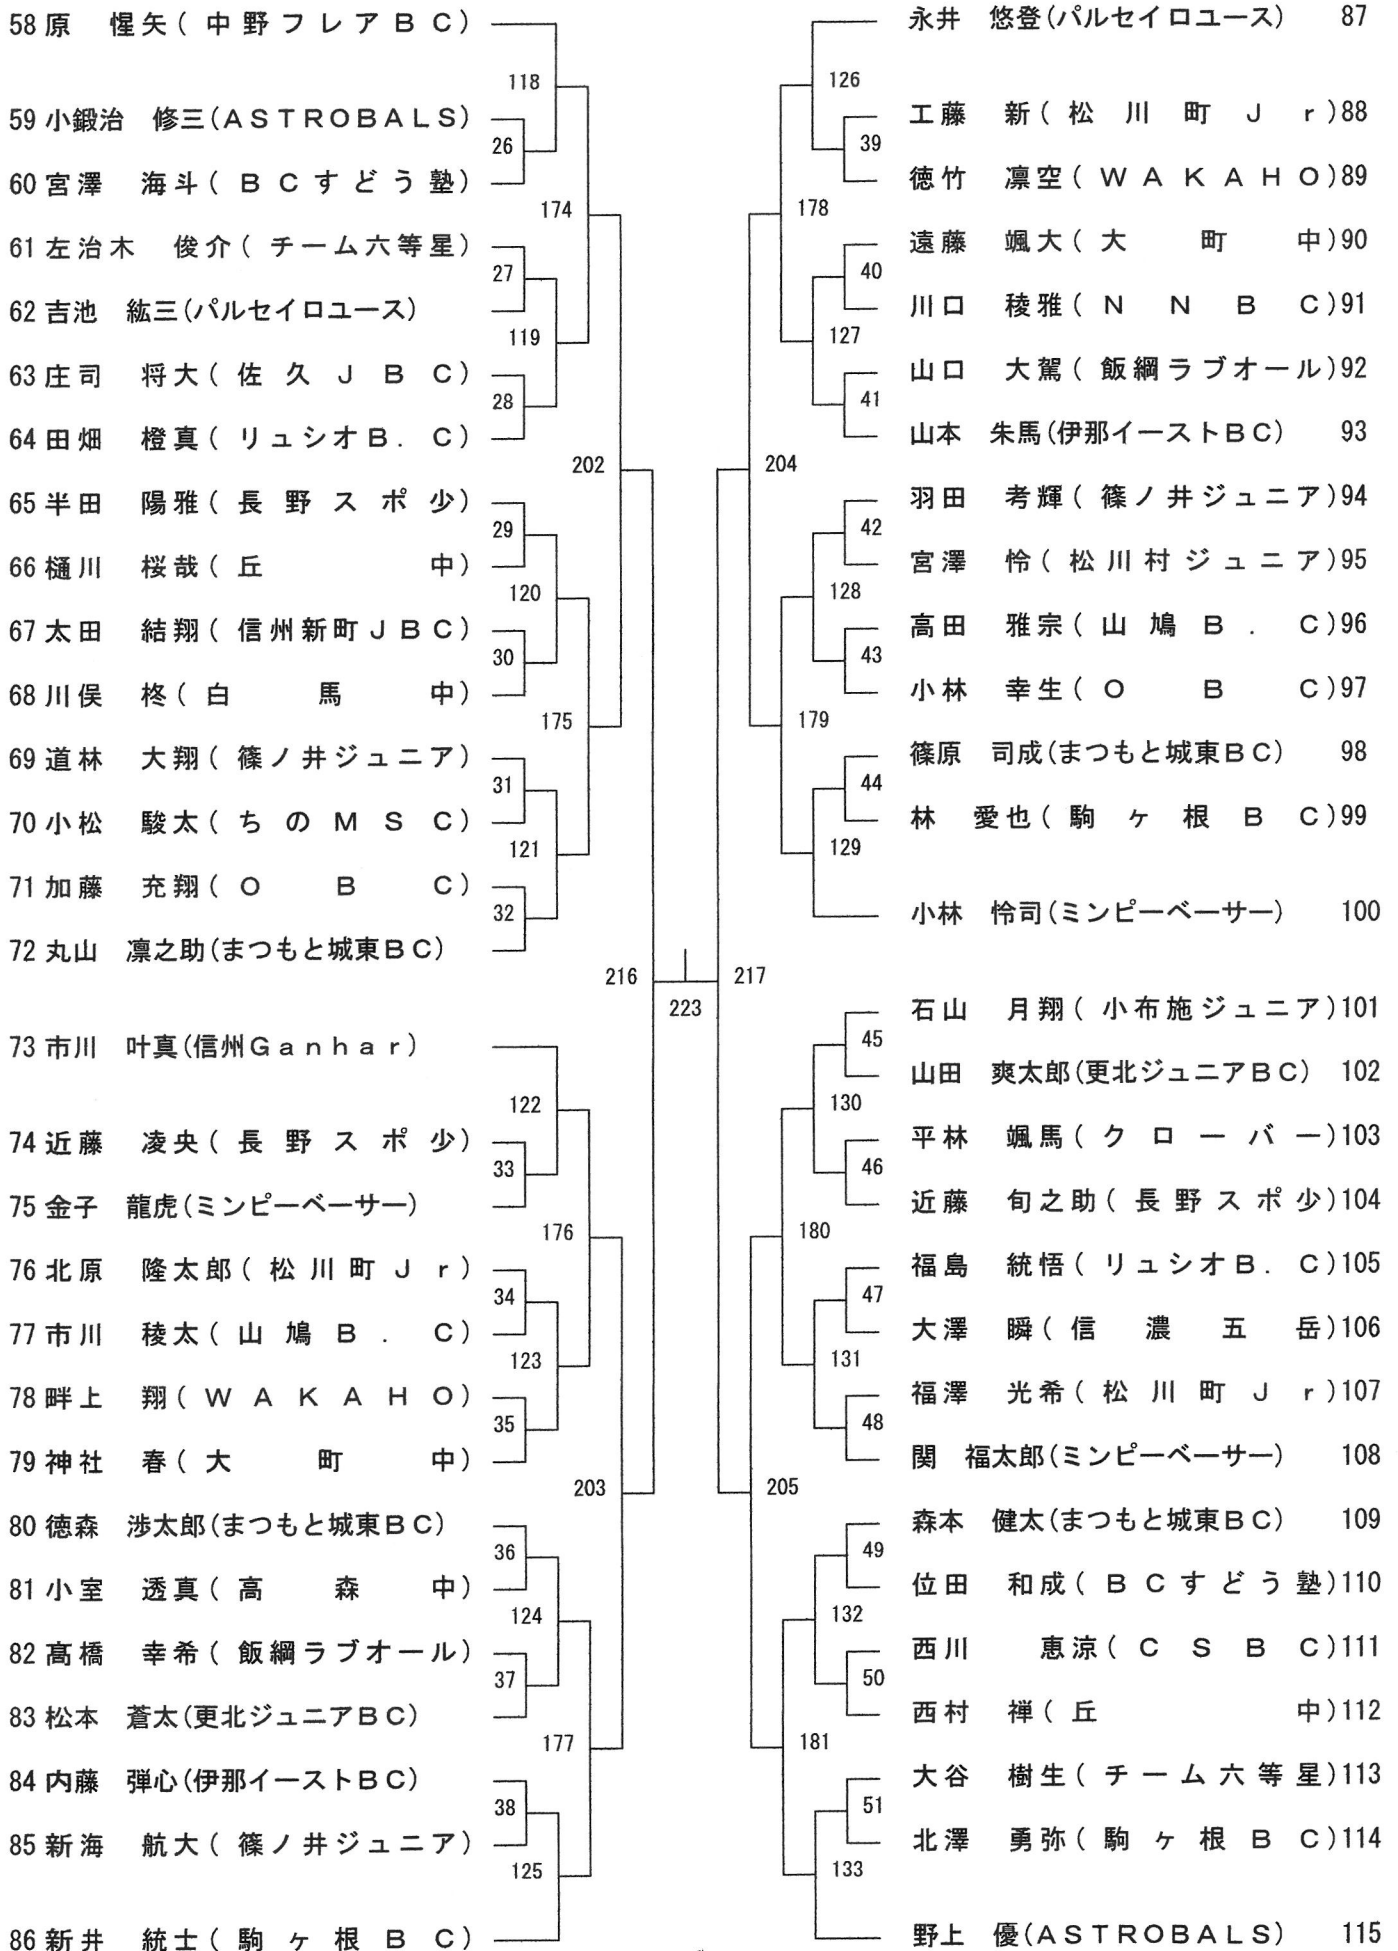 58 原 惺矢(中野フレアBC)
118
59 小鍛治 修三(ASTROBALS)
26
60 宮澤 海斗(BCすどう塾)
174
61 左治木 俊介(チーム六等星)
27
62 吉池 紘三(パルセイロユース)
119
63 庄司 将大(佐久JBC)
28
64 田畑 橙真(リュシオB.C)
202
65 半田 陽雅(長野スポ少)
29
66 樋川 桜哉(丘中)
120
67 太田 結翔(信州新町JBC)
30
68 川俣 柊(白馬中)
175
69 道林 大翔(篠ノ井ジュニア)
31
70 小松 駿太(ちのMSC)
121
71 加藤 充翔(OBC)
32
72 丸山 凛之助(まつもと城東BC)
216
73 市川 叶真(信州Ganhar)
122
74 近藤 凌央(長野スポ少)
33
75 金子 龍虎(ミンピーベーサー)
176
76 北原 隆太郎(松川町Jr)
34
77 市川 稜太(山鳩B.C)
123
78 畔上 翔(WAKAHO)
35
79 神社 春(大町中)
203
80 徳森 渉太郎(まつもと城東BC)
36
81 小室 透真(高森中)
124
82 髙橋 幸希(飯綱ラブオール)
37
83 松本 蒼太(更北ジュニアBC)
177
84 内藤 弾心(伊那イーストBC)
38
85 新海 航大(篠ノ井ジュニア)
125
86 新井 統士(駒ヶ根BC)
223
永井 悠登(パルセイロユース) 87
126
工藤 新(松川町Jr)88
39
徳竹 凛空(WAKAHO)89
178
遠藤 颯大(大町中)90
40
川口 稜雅(NNBC)91
127
山口 大駕(飯綱ラブオール)92
41
山本 朱馬(伊那イーストBC) 93
204
羽田 考輝(篠ノ井ジュニア)94
42
宮澤 怜(松川村ジュニア)95
128
高田 雅宗(山鳩B.C)96
43
小林 幸生(OBC)97
179
篠原 司成(まつもと城東BC) 98
44
林 愛也(駒ヶ根BC)99
129
小林 怜司(ミンピーベーサー) 100
217
石山 月翔(小布施ジュニア)101
45
山田 爽太郎(更北ジュニアBC) 102
130
平林 颯馬(クローバー)103
46
近藤 旬之助(長野スポ少)104
180
福島 統悟(リュシオB.C)105
47
大澤 瞬(信濃五岳)106
131
福澤 光希(松川町Jr)107
48
関 福太郎(ミンピーベーサー) 108
205
森本 健太(まつもと城東BC) 109
49
位田 和成(BCすどう塾)110
132
西川 恵涼(CSBC)111
50
西村 禅(丘中)112
181
大谷 樹生(チーム六等星)113
51
北澤 勇弥(駒ヶ根BC)114
133
野上 優(ASTROBALS) 115